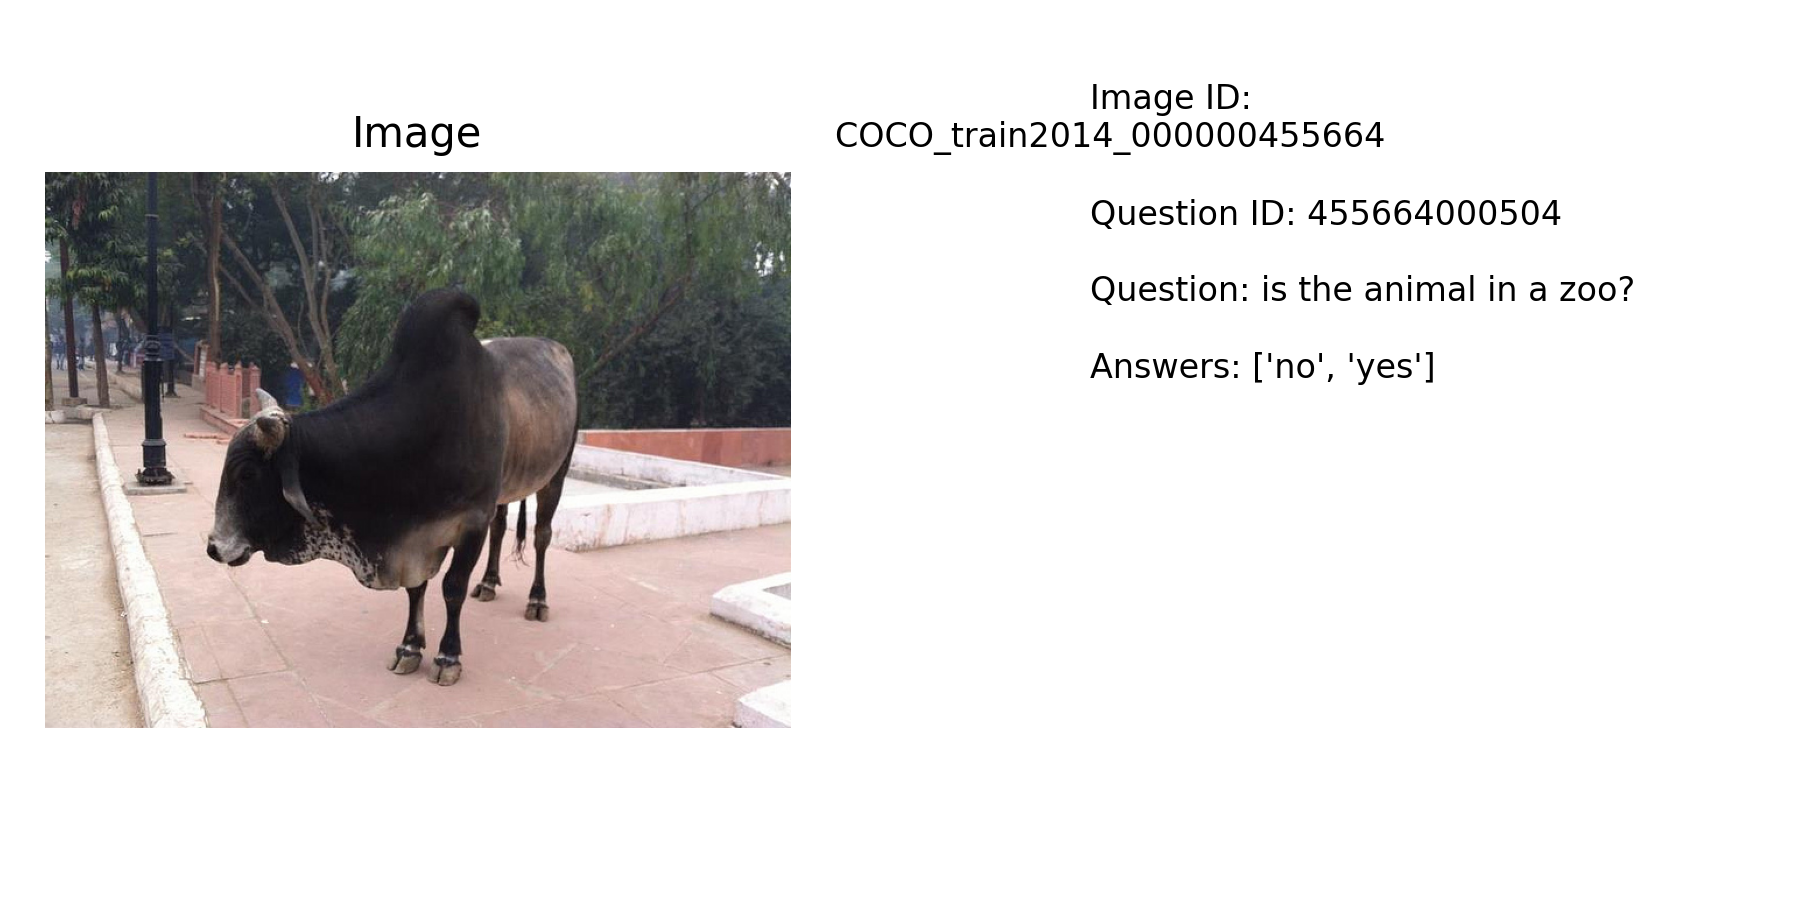 Image
Image ID:
COCO_train2014_000000455664
Question ID: 455664000504
Question: is the animal in a zoo?
Answers: ['no', 'yes']